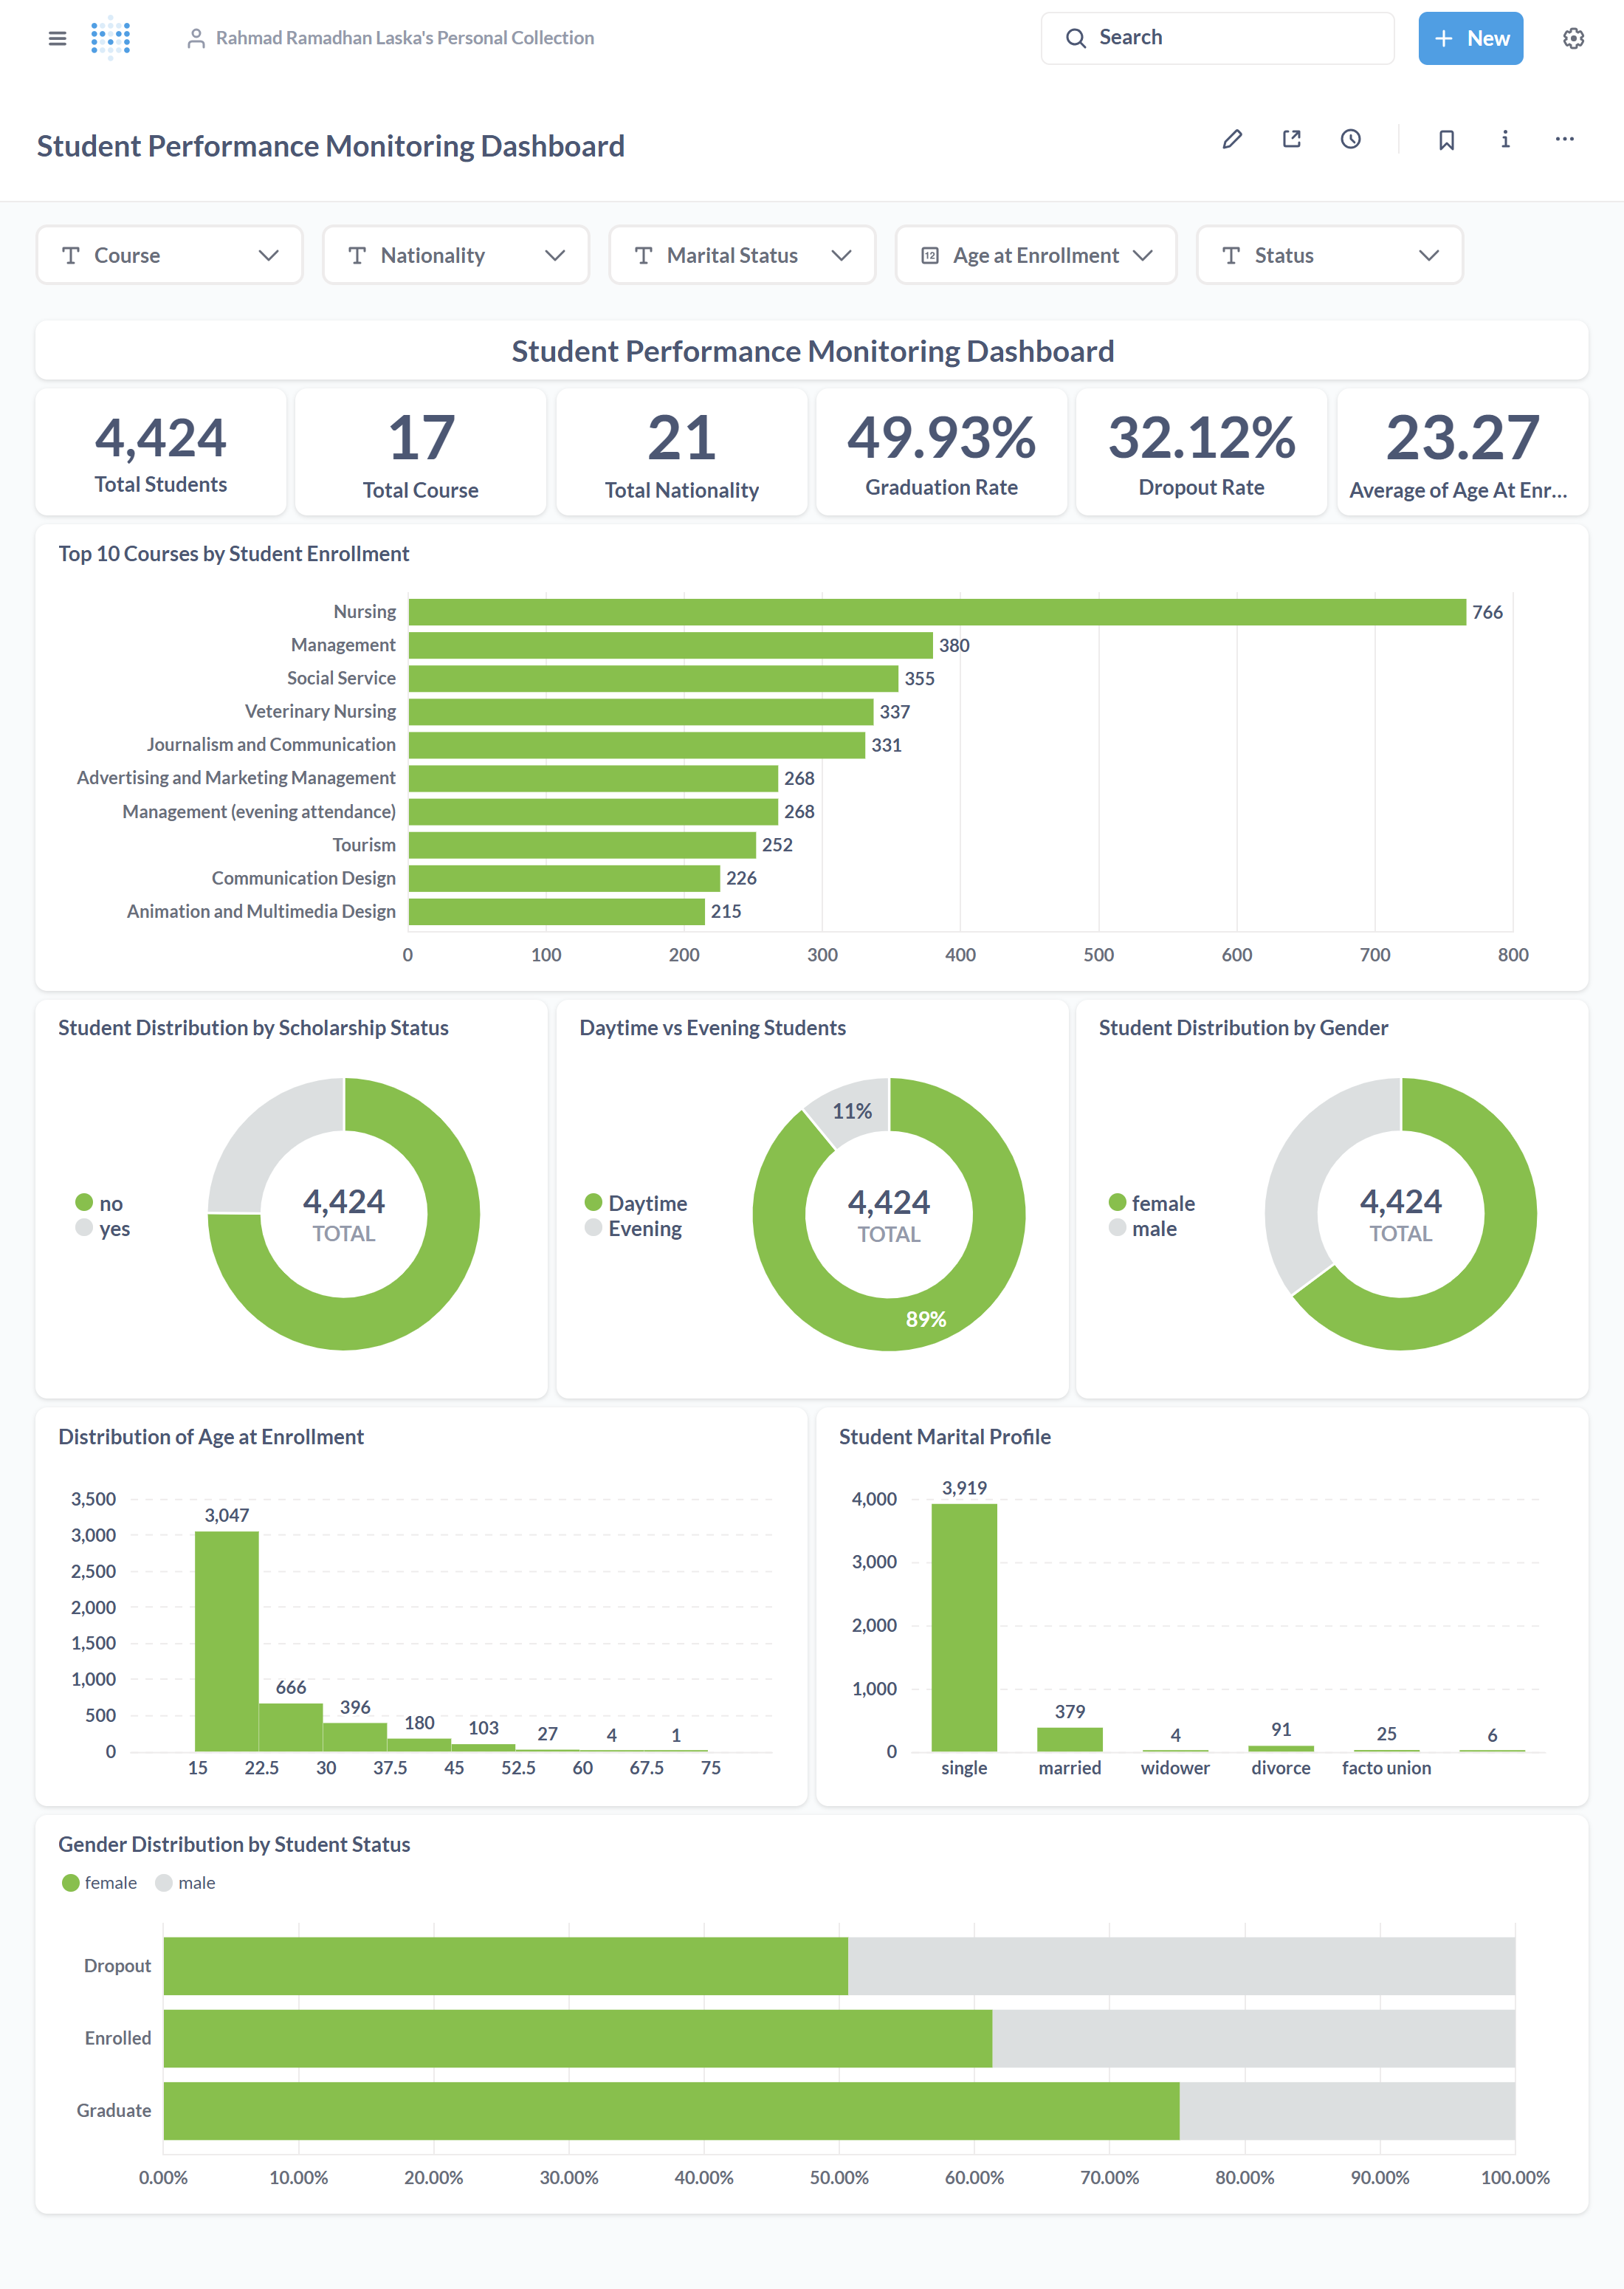 Rahmad Ramadhan Laska's Personal Collection
Search
New
Student Performance Monitoring Dashboard
Course
Nationality
Marital Status
12
Age at Enrollment
Status
Student Performance Monitoring Dashboard
4,424
Total Students
17
Total Course
21
Total Nationality
49.93%
Graduation Rate
32.12%
Dropout Rate
23.27
Average of Age At Enr...
Top 10 Courses by Student Enrollment
Nursing 766
Management 380
Social Service 355
Veterinary Nursing 337
Journalism and Communication 331
Advertising and Marketing Management 268
Management (evening attendance) 268
Tourism 252
Communication Design 226
Animation and Multimedia Design 215
0 100 200 300 400 500 600 700 800
Student Distribution by Scholarship Status
no
yes
4,424
TOTAL
Daytime vs Evening Students
Daytime
Evening
11%
4,424
TOTAL
89%
Student Distribution by Gender
female
male
4,424
TOTAL
Distribution of Age at Enrollment
3,500
3,000
2,500
2,000
1,500
1,000
500
0
3,047
666
396
180
103
27
4
1
15 22.5 30 37.5 45 52.5 60 67.5 75
Student Marital Profile
4,000
3,000
2,000
1,000
0
3,919
379
4
91
25
6
single married widower divorce facto union
Gender Distribution by Student Status
female male
Dropout
Enrolled
Graduate
0.00% 10.00% 20.00% 30.00% 40.00% 50.00% 60.00% 70.00% 80.00% 90.00% 100.00%